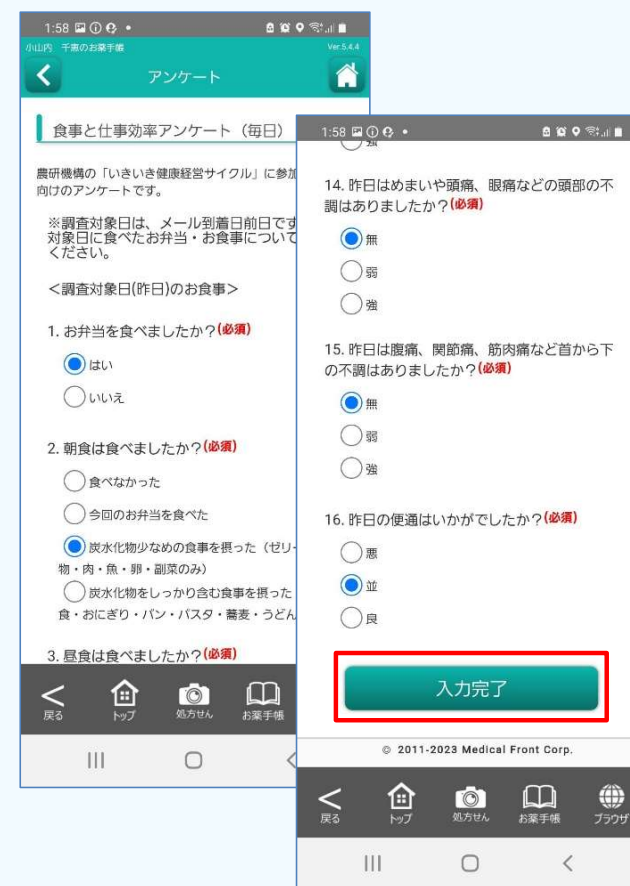 1:58
小山内 千恵のお薬手帳
Ver.5.4.4
アンケート
食事と仕事効率アンケート（毎日）
農研機構の「いきいき健康経営サイクル」に参加
向けのアンケートです。
※調査対象日は、メール到着日前日です
対象日に食べたお弁当・お食事について
ください。
＜調査対象日(昨日)のお食事＞
1. お弁当を食べましたか？(必須)
はい
いいえ
2. 朝食は食べましたか？(必須)
食べなかった
今回のお弁当を食べた
炭水化物少なめの食事を摂った（ゼリー
物・肉・魚・卵・副菜のみ）
炭水化物をしっかり含む食事を摂った
食・おにぎり・パン・パスタ・蕎麦・うどん
3. 昼食は食べましたか？(必須)
戻る
トップ
処方せん
お薬手帳
1:58
14. 昨日はめまいや頭痛、眼痛などの頭部の不
調はありましたか？(必須)
無
弱
強
15. 昨日は腹痛、関節痛、筋肉痛など首から下
の不調はありましたか？(必須)
無
弱
強
16. 昨日の便通はいかがでしたか？(必須)
悪
並
良
入力完了
© 2011-2023 Medical Front Corp.
戻る
トップ
処方せん
お薬手帳
ブラウザ